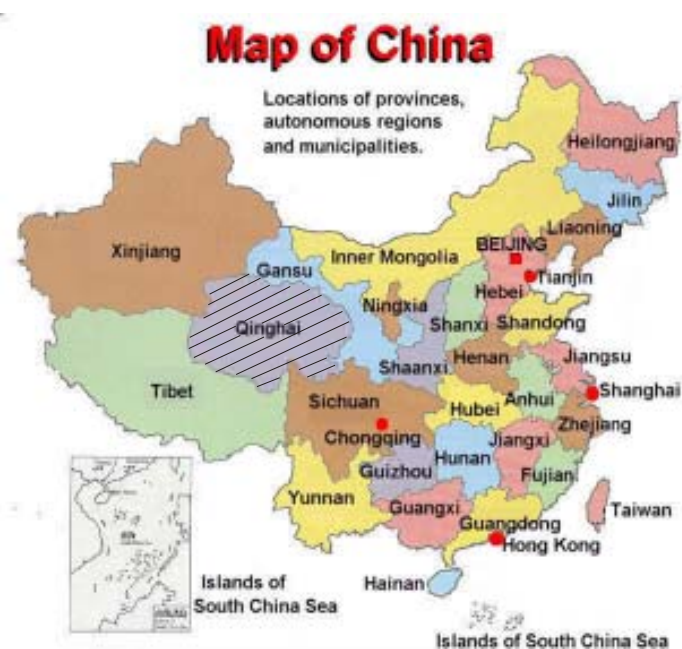 Map of China
Locations of provinces,
autonomous regions
and municipalities.
Heilongjiang
Jilin
Liaoning
BEIJING
Inner Mongolia
Xinjiang
Gansu
Tianjin
Hebei
Ningxia
Qinghai
Shanxi
Shandong
Henan
Jiangsu
Shaanxi
Tibet
Sichuan
Shanghai
Anhui
Hubei
Zhejiang
Chongqing
Jiangxi
Hunan
Guizhou
Fujian
Yunnan
Guangxi
Taiwan
Guangdong
Hong Kong
Hainan
Islands of
South China Sea
Islands of South China Sea